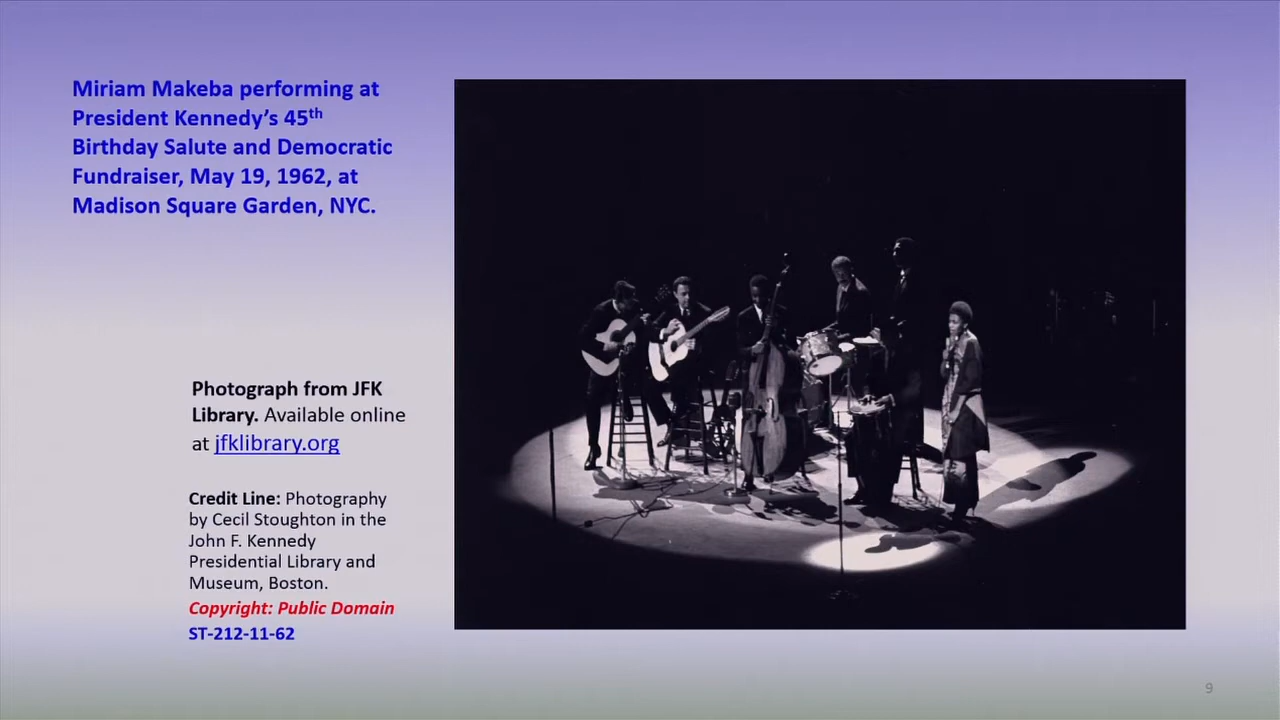 Miriam Makeba performing at
President Kennedy’s 45th
Birthday Salute and Democratic
Fundraiser, May 19, 1962, at
Madison Square Garden, NYC.
Photograph from JFK
Library. Available online
at jfklibrary.org
Credit Line: Photography
by Cecil Stoughton in the
John F. Kennedy
Presidential Library and
Museum, Boston.
Copyright: Public Domain
ST-212-11-62
9